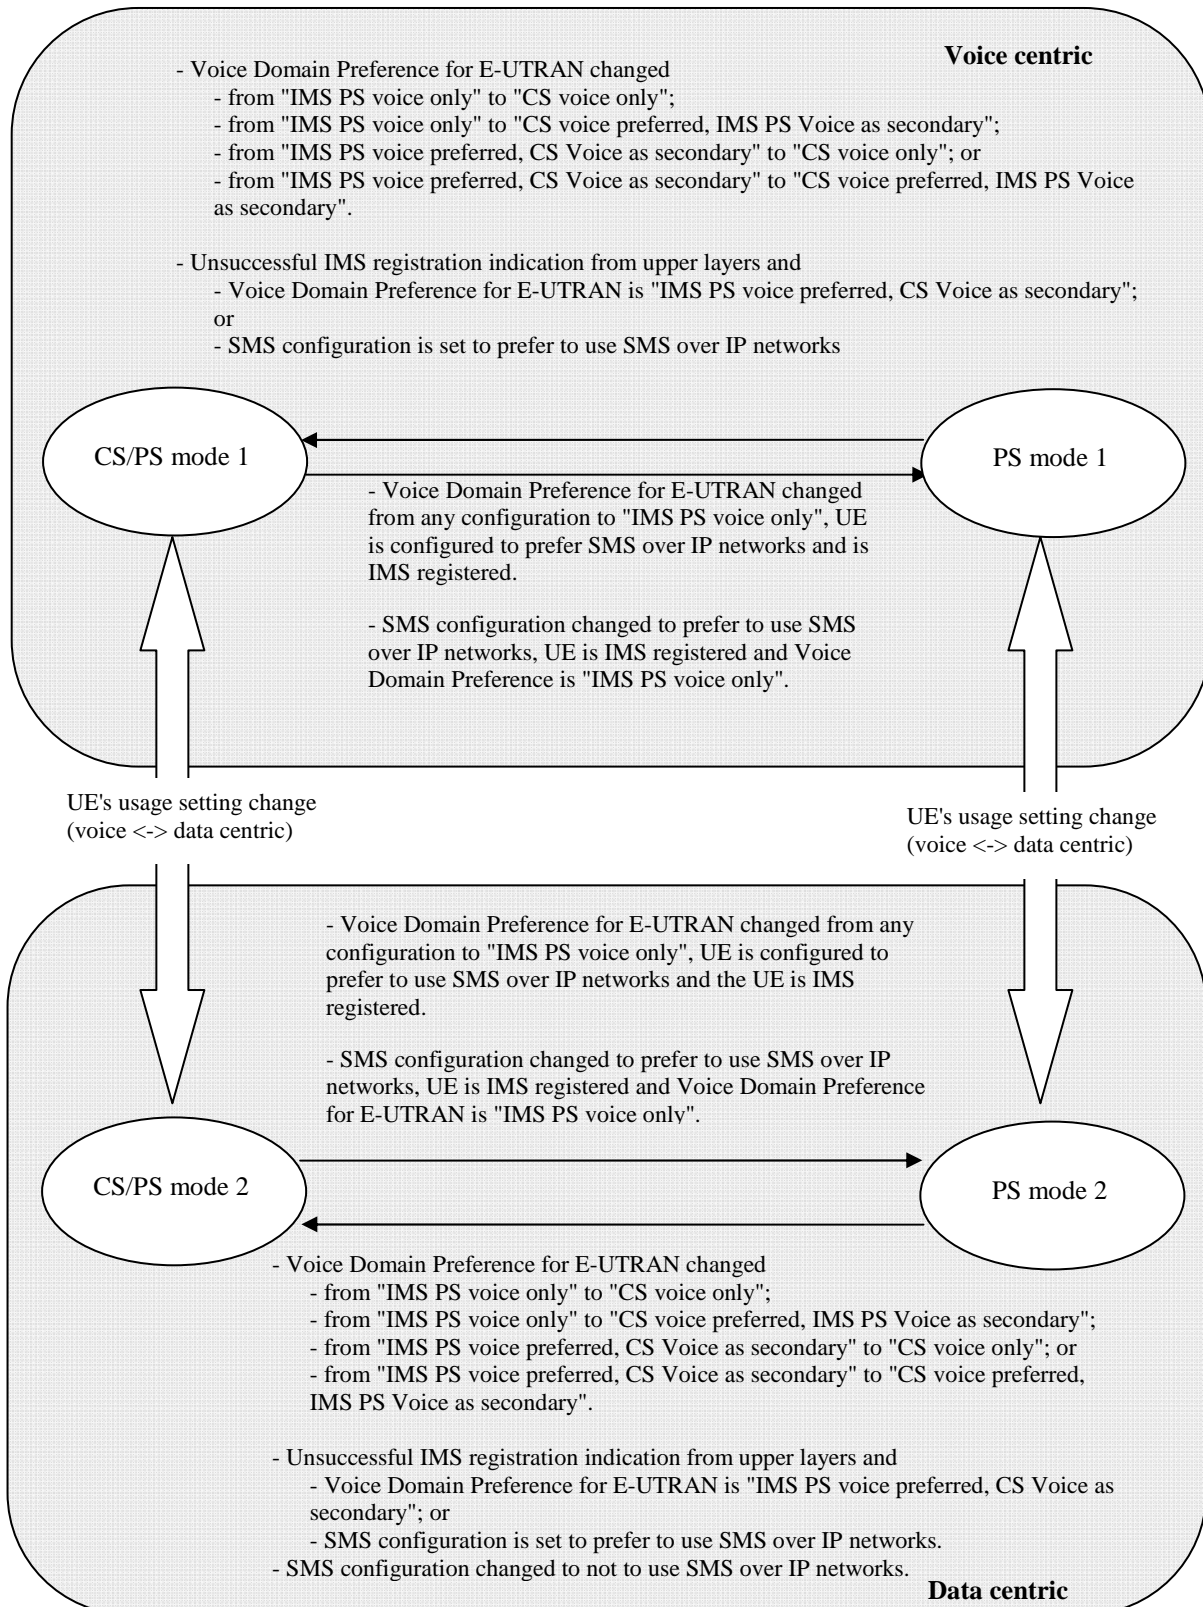 Voice centric
- Voice Domain Preference for E-UTRAN changed
- from "IMS PS voice only" to "CS voice only";
- from "IMS PS voice only" to "CS voice preferred, IMS PS Voice as secondary";
- from "IMS PS voice preferred, CS Voice as secondary" to "CS voice only"; or
- from "IMS PS voice preferred, CS Voice as secondary" to "CS voice preferred, IMS PS Voice
as secondary".
- Unsuccessful IMS registration indication from upper layers and
- Voice Domain Preference for E-UTRAN is "IMS PS voice preferred, CS Voice as secondary";
or
- SMS configuration is set to prefer to use SMS over IP networks
CS/PS mode 1
PS mode 1
- Voice Domain Preference for E-UTRAN changed
from any configuration to "IMS PS voice only", UE
is configured to prefer SMS over IP networks and is
IMS registered.
- SMS configuration changed to prefer to use SMS
over IP networks, UE is IMS registered and Voice
Domain Preference is "IMS PS voice only".
UE's usage setting change
(voice <-> data centric)
UE's usage setting change
(voice <-> data centric)
- Voice Domain Preference for E-UTRAN changed from any
configuration to "IMS PS voice only", UE is configured to
prefer to use SMS over IP networks and the UE is IMS
registered.
- SMS configuration changed to prefer to use SMS over IP
networks, UE is IMS registered and Voice Domain Preference
for E-UTRAN is "IMS PS voice only".
CS/PS mode 2
PS mode 2
- Voice Domain Preference for E-UTRAN changed
- from "IMS PS voice only" to "CS voice only";
- from "IMS PS voice only" to "CS voice preferred, IMS PS Voice as secondary";
- from "IMS PS voice preferred, CS Voice as secondary" to "CS voice only"; or
- from "IMS PS voice preferred, CS Voice as secondary" to "CS voice preferred,
IMS PS Voice as secondary".
- Unsuccessful IMS registration indication from upper layers and
- Voice Domain Preference for E-UTRAN is "IMS PS voice preferred, CS Voice as
secondary"; or
- SMS configuration is set to prefer to use SMS over IP networks.
- SMS configuration changed to not to use SMS over IP networks.
Data centric